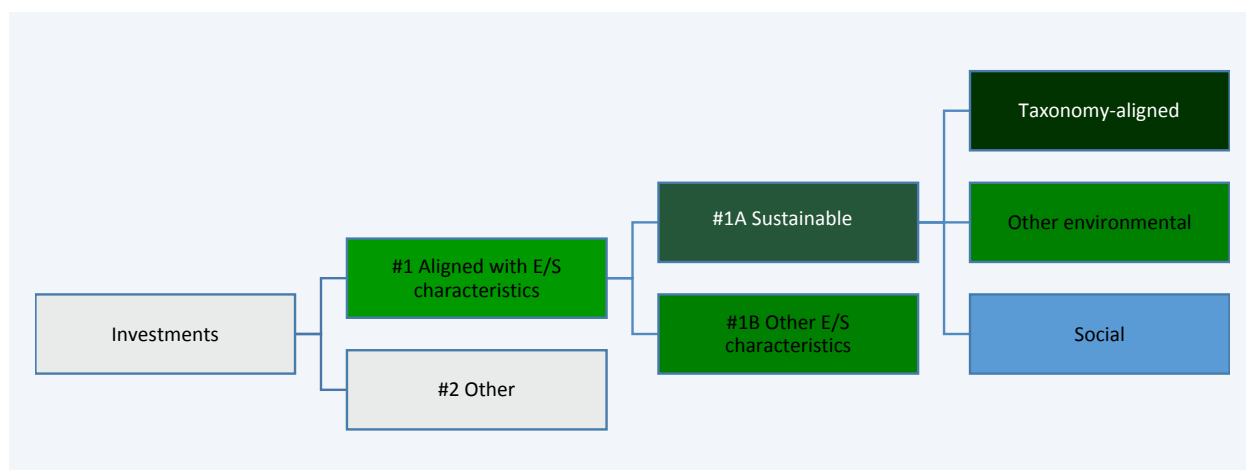 Investments
#1 Aligned with E/S
characteristics
#2 Other
#1A Sustainable
#1B Other E/S
characteristics
Taxonomy-aligned
Other environmental
Social